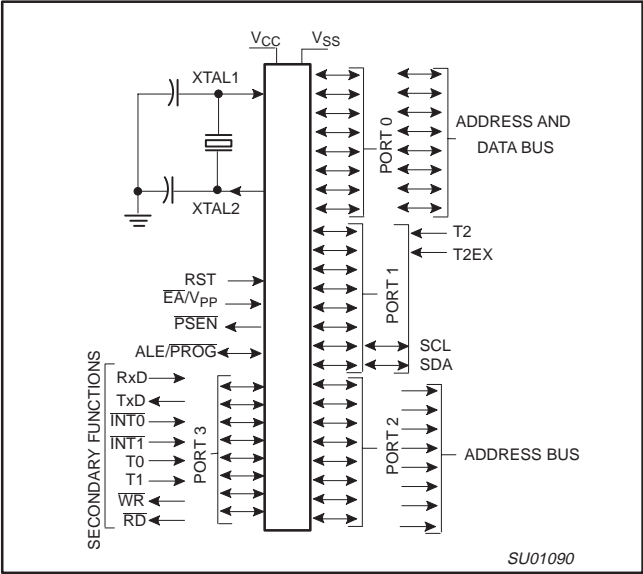 VCC VSS
XTAL1
XTAL2
PORT 0
ADDRESS AND
DATA BUS
T2
T2EX
PORT 1
SCL
SDA
RST
EA/VPP
PSEN
ALE/PROG
SECONDARY FUNCTIONS
RxD
TxD
INT0
INT1
T0
T1
WR
RD
PORT 3
PORT 2
ADDRESS BUS
SU01090